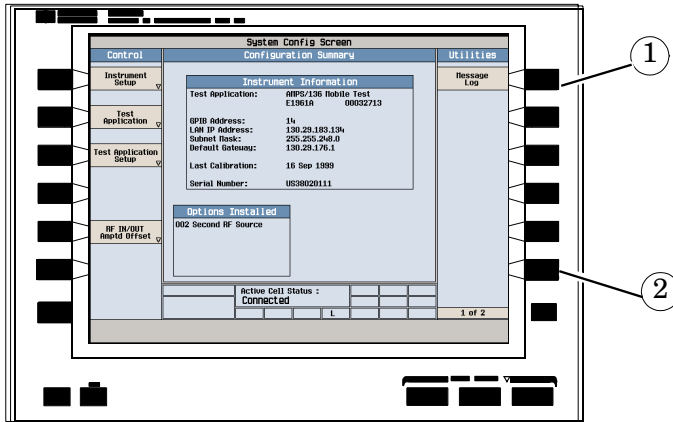 System Config Screen
Control
Configuration Summary
Utilities
Instrument
Setup
Message
Log
Instrument Information
Test Application: AMPS/136 Mobile Test
E1961A 00032713
Test
Application
GPIB Address: 14
LAN IP Address: 130.29.183.134
Subnet Mask: 255.255.248.0
Default Gateway: 130.29.176.1
Test Application
Setup
Last Calibration: 16 Sep 1999
Serial Number: US38020111
Options Installed
002 Second RF Source
RF IN/OUT
Amptd Offset
Active Cell Status :
Connected
L
1 of 2
1
2